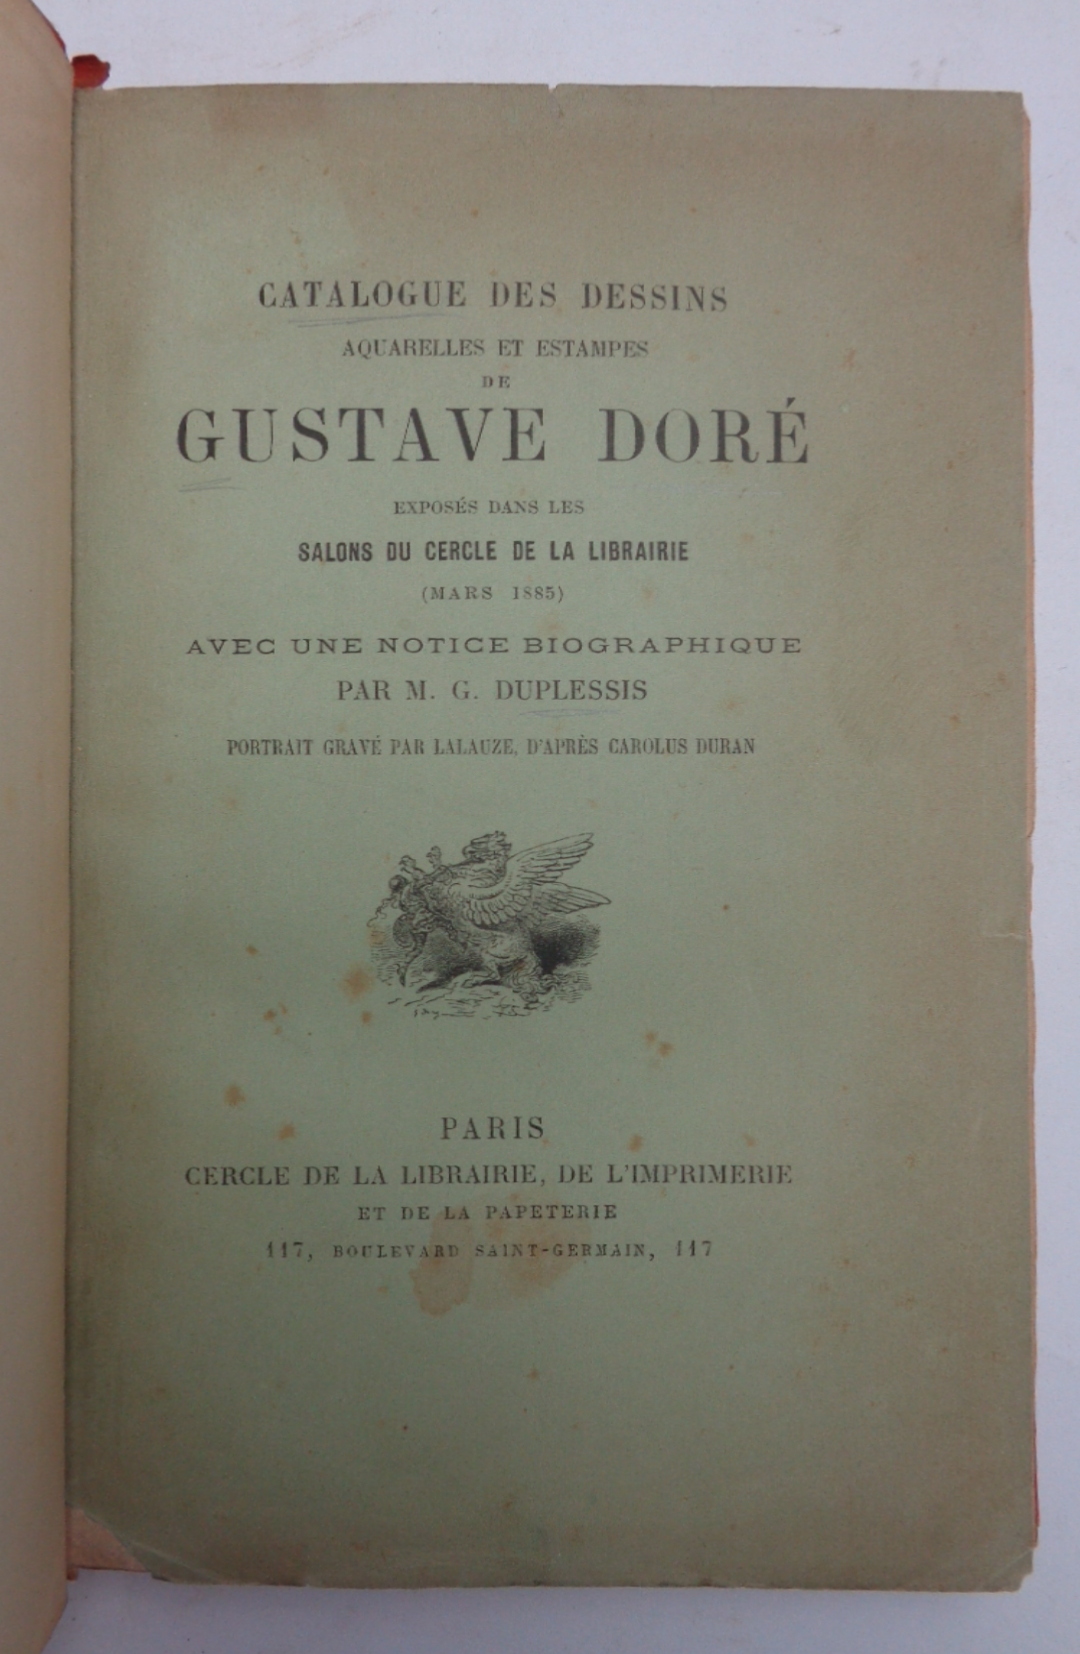 CATALOGUE DES DESSINS
AQUARELLES ET ESTAMPES
DE
GUSTAVE DORÉ
EXPOSÉS DANS LES
SALONS DU CERCLE DE LA LIBRAIRIE
(MARS 1885)
AVEC UNE NOTICE BIOGRAPHIQUE
PAR M. G. DUPLESSIS
PORTRAIT GRAVÉ PAR LALAUZE, D'APRÈS CAROLUS DURAN
PARIS
CERCLE DE LA LIBRAIRIE, DE L'IMPRIMERIE
ET DE LA PAPETERIE
117, BOULEVARD SAINT-GERMAIN, 117